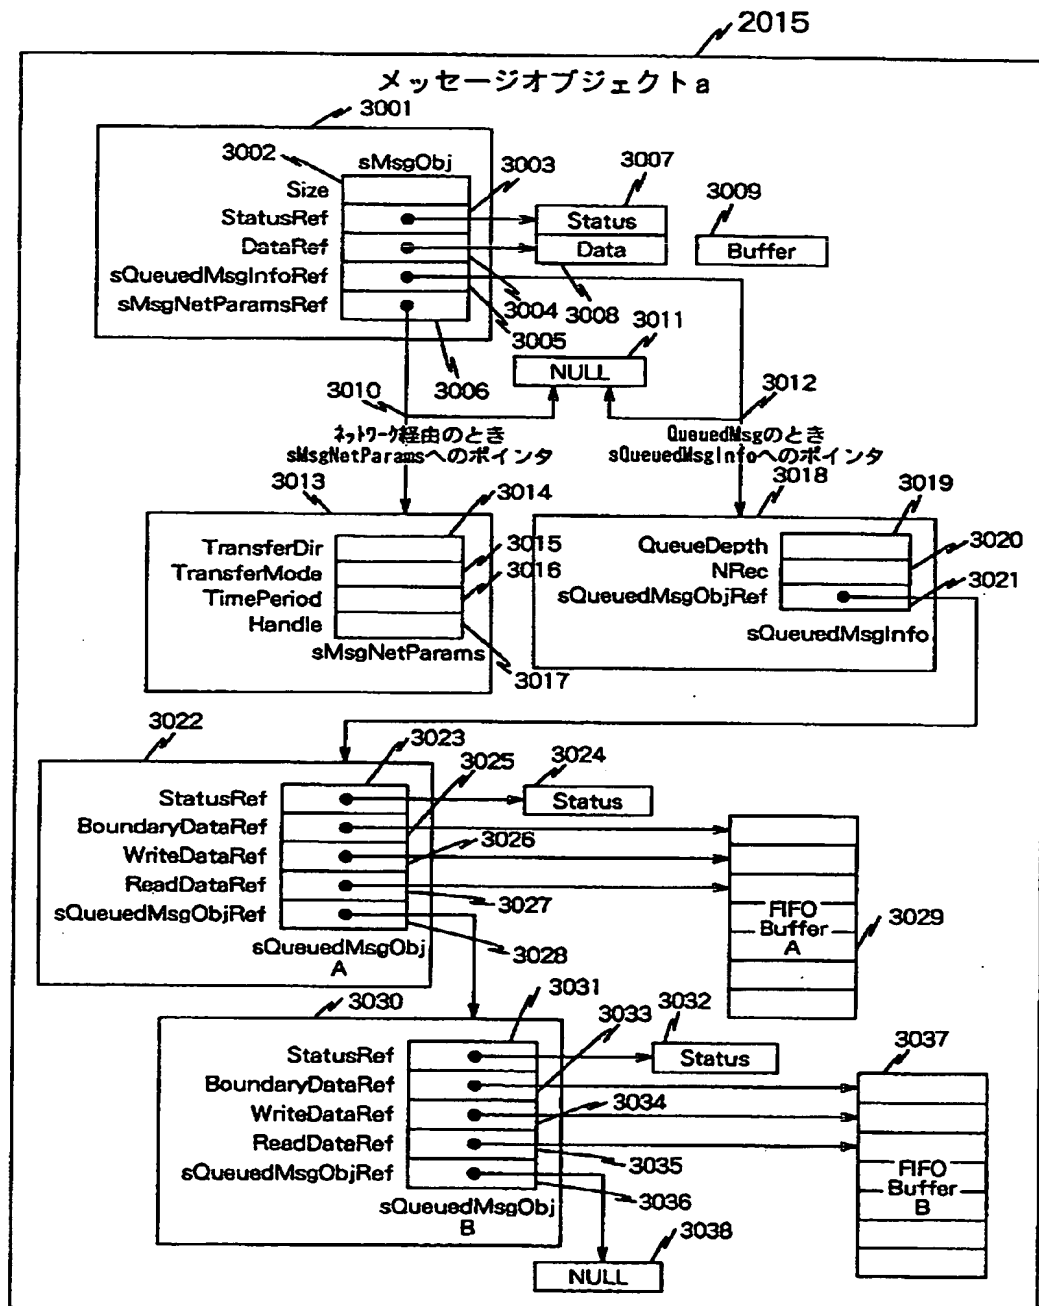 2015
メッセージオブジェクトa
3001
3002
sMsgObj
3003
3007
3009
Size
StatusRef
Status
DataRef
Data
Buffer
sQueuedMsgInfoRef
sMsgNetParamsRef
3004
3008
3005
3011
3006
NULL
3010
3012
ネットワーク経由のとき
sMsgNetParamsへのポインタ
QueuedMsgのとき
sQueuedMsgInfoへのポインタ
3013
3014
3018
3019
TransferDir
TransferMode
TimePeriod
Handle
3015
3016
sMsgNetParams
3017
QueueDepth
NRec
sQueuedMsgObjRef
3020
3021
sQueuedMsgInfo
3022
3023
3025
3024
StatusRef
Status
BoundaryDataRef
WriteDataRef
3026
ReadDataRef
3027
sQueuedMsgObjRef
3028
sQueuedMsgObj
A
FIFO
Buffer
A
3029
3030
3031
3033
3032
3037
StatusRef
Status
BoundaryDataRef
WriteDataRef
3034
ReadDataRef
3035
sQueuedMsgObjRef
3036
sQueuedMsgObj
B
FIFO
Buffer
B
3038
NULL